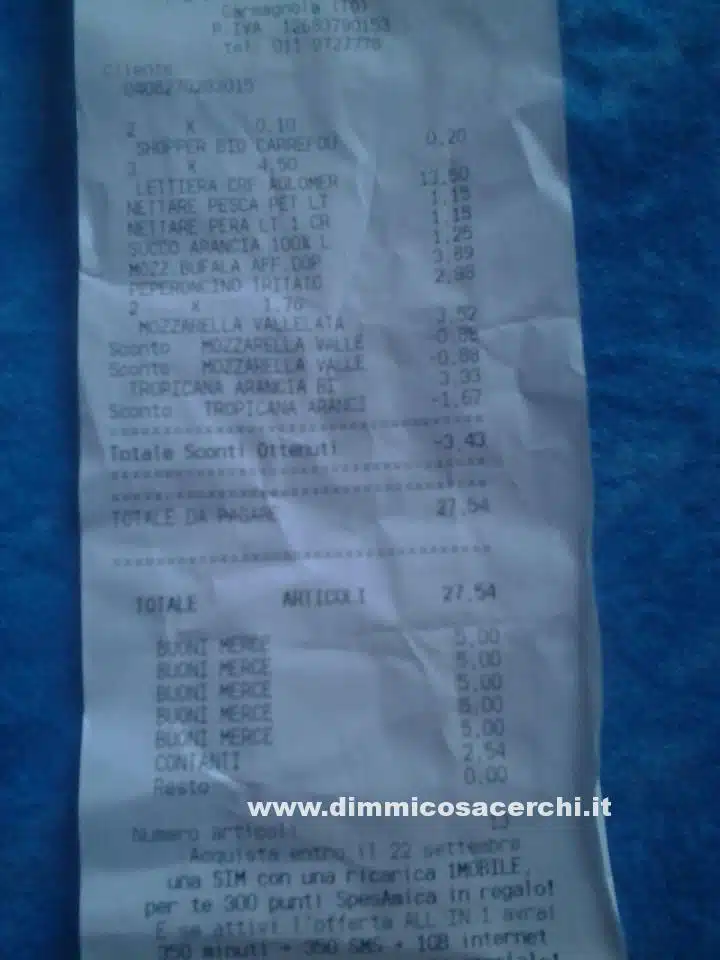 Carmagnola (TO)
P.IVA 12683790153
tel. 011 9727778
Cliente
0408270283015
2 X 0.10
SHOPPER BIO CARREFOU 0.20
3 X 4.50
LETTIERA CRF AGLOMER 13.50
NETTARE PESCA PET LT 1.15
NETTARE PERA LT.1 CR 1.15
SUCCO ARANCIA 100% L 1.25
MOZZ.BUFALA AFF.DOP 3.89
PEPERONCINO TRITATO 2.98
2 X 1.76
MOZZARELLA VALLELATA 3.52
Sconto MOZZARELLA VALLE -0.88
Sconto MOZZARELLA VALLE -0.88
TROPICANA ARANCIA BI 3.33
Sconto TROPICANA ARANCI -1.67
Totale Sconti Ottenuti -3.43
TOTALE DA PAGARE 27.54
TOTALE ARTICOLI 27.54
BUONI MERCE 5.00
BUONI MERCE 5.00
BUONI MERCE 5.00
BUONI MERCE 5.00
BUONI MERCE 5.00
CONTANTI 2.54
Resto 0.00
www.dimmicosacerchi.it
Numero articoli
Acquista entro il 22 settembre
una SIM con una ricarica 1MOBILE,
per te 300 punti SpesAmica in regalo!
E se attivi l'offerta ALL IN 1 avrai
350 minuti + 350 SMS + 1GB internet